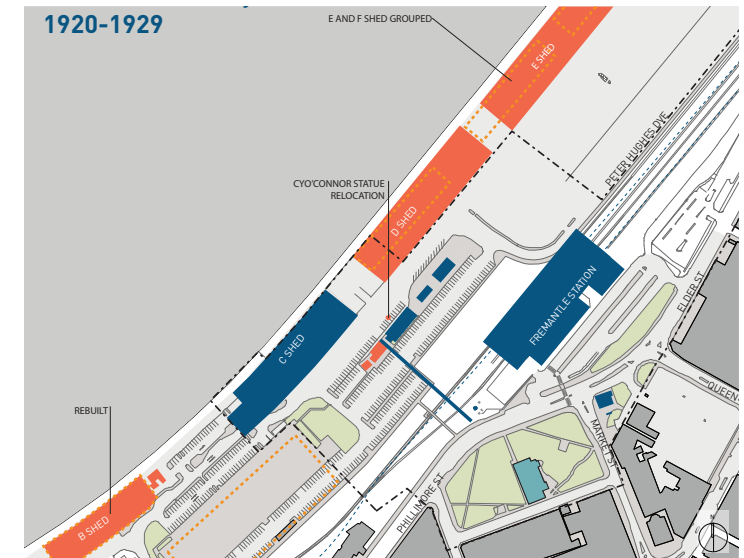 1920-1929
E AND F SHED GROUPED
E SHED
PETER HUGHES DVE
CYO'CONNOR STATUE
RELOCATION
D SHED
FREMANTLE STATION
ELDER ST
C SHED
QUEEN
REBUILT
MARKET ST
PHILLIMORE ST
B SHED
N